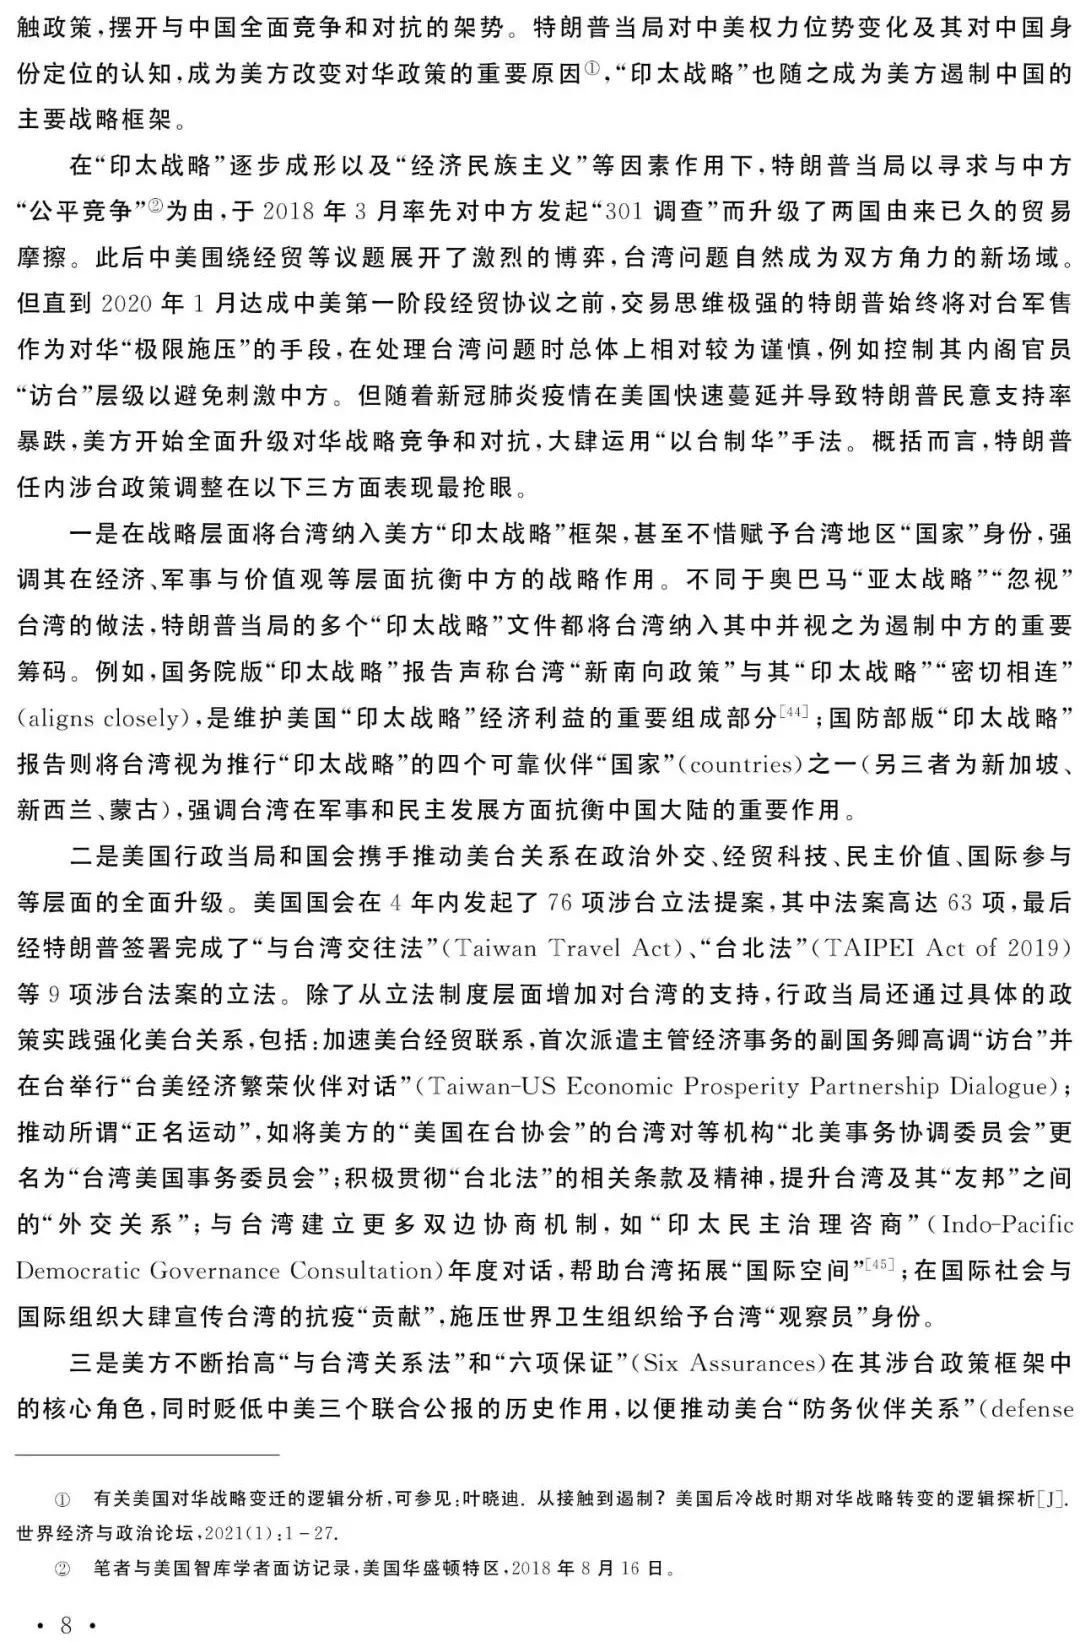 触政策,摆开与中国全面竞争和对抗的架势。特朗普当局对中美权力位势变化及其对中国身
份定位的认知,成为美方改变对华政策的重要原因①,“印太战略”也随之成为美方遏制中国的
主要战略框架。
在“印太战略”逐步成形以及“经济民族主义”等因素作用下,特朗普当局以寻求与中方
“公平竞争”②为由,于 2018 年 3 月率先对中方发起“301 调查”而升级了两国由来已久的贸易
摩擦。此后中美围绕经贸等议题展开了激烈的博弈,台湾问题自然成为双方角力的新场域。
但直到 2020 年 1 月达成中美第一阶段经贸协议之前,交易思维极强的特朗普始终将对台军售
作为对华“极限施压”的手段,在处理台湾问题时总体上相对较为谨慎,例如控制其内阁官员
“访台”层级以避免刺激中方。但随着新冠肺炎疫情在美国快速蔓延并导致特朗普民意支持率
暴跌,美方开始全面升级对华战略竞争和对抗,大肆运用“以台制华”手法。概括而言,特朗普
任内涉台政策调整在以下三方面表现最抢眼。
一是在战略层面将台湾纳入美方“印太战略”框架,甚至不惜赋予台湾地区“国家”身份,强
调其在经济、军事与价值观等层面抗衡中方的战略作用。不同于奥巴马“亚太战略”“忽视”
台湾的做法,特朗普当局的多个“印太战略”文件都将台湾纳入其中并视之为遏制中方的重要
筹码。例如,国务院版“印太战略”报告声称台湾“新南向政策”与其“印太战略”“密切相连”
(aligns closely),是维护美国“印太战略”经济利益的重要组成部分[44];国防部版“印太战略”
报告则将台湾视为推行“印太战略”的四个可靠伙伴“国家”(countries)之一(另三者为新加坡、
新西兰、蒙古),强调台湾在军事和民主发展方面抗衡中国大陆的重要作用。
二是美国行政当局和国会携手推动美台关系在政治外交、经贸科技、民主价值、国际参与
等层面的全面升级。美国国会在 4 年内发起了 76 项涉台立法提案,其中法案高达 63 项,最后
经特朗普签署完成了“与台湾交往法”(Taiwan Travel Act)、“台北法”(TAIPEI Act of 2019)
等 9 项涉台法案的立法。除了从立法制度层面增加对台湾的支持,行政当局还通过具体的政
策实践强化美台关系,包括:加速美台经贸联系,首次派遣主管经济事务的副国务卿高调“访台”并
在台举行“台美经济繁荣伙伴对话”(Taiwan-US Economic Prosperity Partnership Dialogue);
推动所谓“正名运动”,如将美方的“美国在台协会”的台湾对等机构“北美事务协调委员会”更
名为“台湾美国事务委员会”;积极贯彻“台北法”的相关条款及精神,提升台湾及其“友邦”之间
的“外交关系”;与台湾建立更多双边协商机制,如“印太民主治理咨商”(Indo-Pacific
Democratic Governance Consultation)年度对话,帮助台湾拓展“国际空间”[45];在国际社会与
国际组织大肆宣传台湾的抗疫“贡献”,施压世界卫生组织给予台湾“观察员”身份。
三是美方不断抬高“与台湾关系法”和“六项保证”(Six Assurances)在其涉台政策框架中
的核心角色,同时贬低中美三个联合公报的历史作用,以便推动美台“防务伙伴关系”(defense
① 有关美国对华战略变迁的逻辑分析,可参见:叶晓迪. 从接触到遏制? 美国后冷战时期对华战略转变的逻辑探析[J].
世界经济与政治论坛,2021(1):1-27.
② 笔者与美国智库学者面访记录,美国华盛顿特区,2018 年 8 月 16 日。
· 8 ·